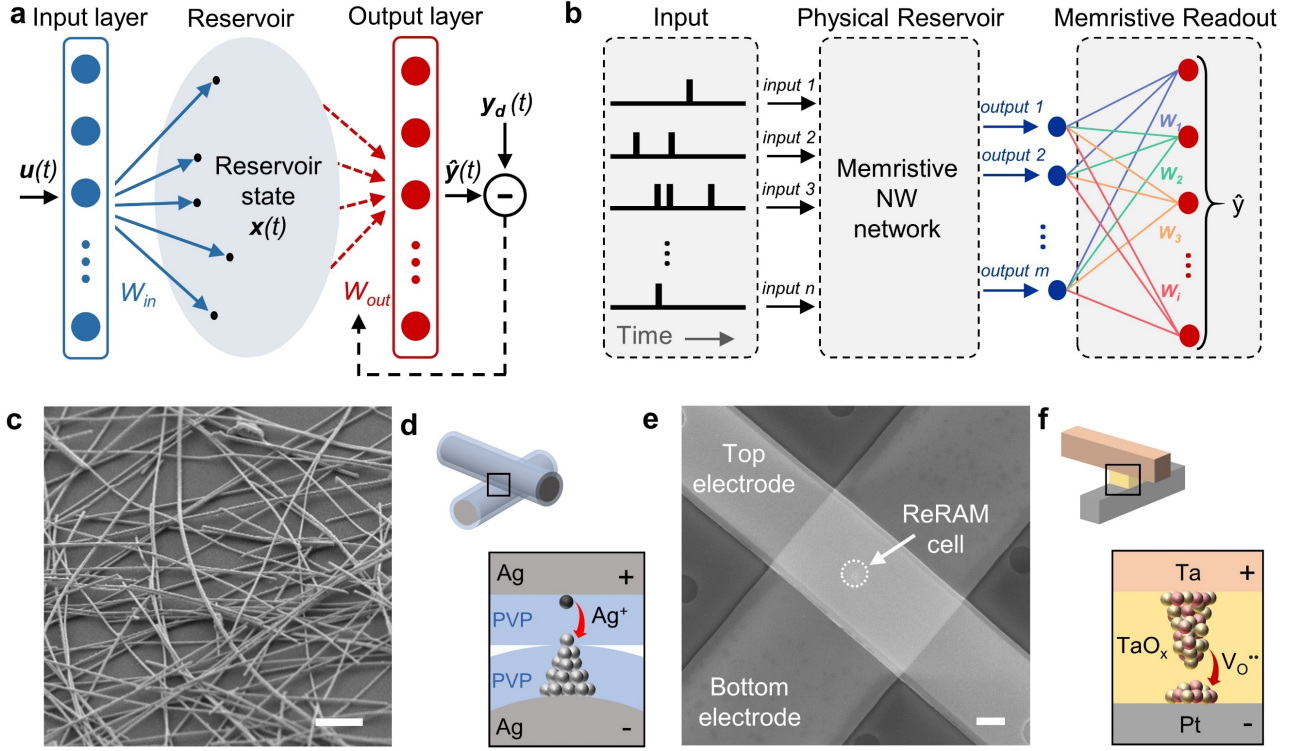 a
Input layer
Reservoir
Output layer
u(t)
W_in
Reservoir
state
x(t)
W_out
ŷ(t)
y_d (t)
-
b
Input
Physical Reservoir
Memristive Readout
input 1
input 2
input 3
input n
Time
Memristive
NW
network
output 1
output 2
output m
W_1
W_2
W_3
W_i
ŷ
c
d
Ag
+
PVP
Ag⁺
PVP
Ag
-
e
Top
electrode
ReRAM
cell
Bottom
electrode
f
Ta
+
TaO_x
V_O^••
Pt
-